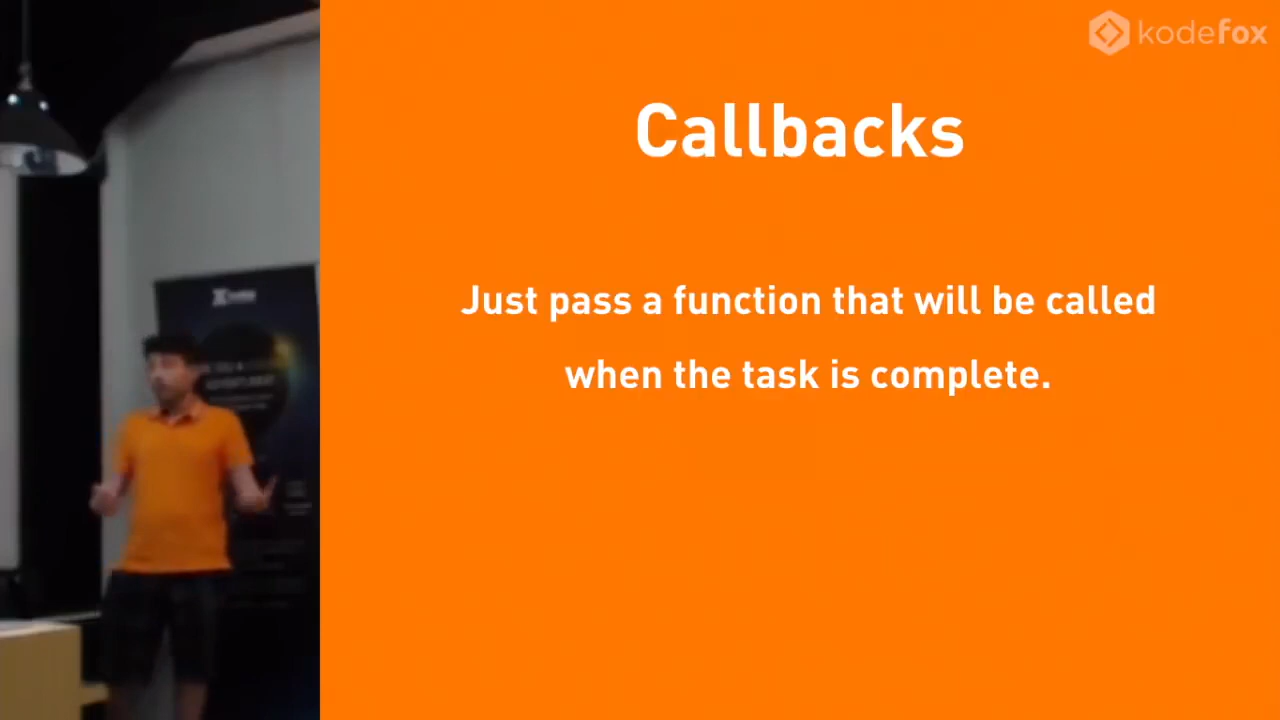 kodefox
Callbacks
Just pass a function that will be called
when the task is complete.